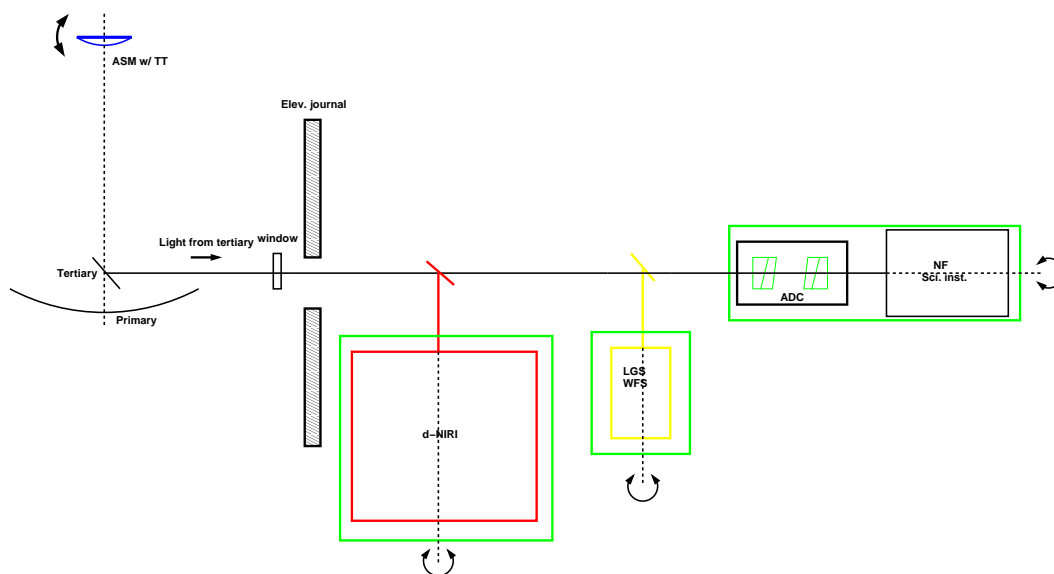 ASM w/ TT
Elev. journal
Light from tertiary
window
Tertiary
Primary
NF
Sci. inst.
ADC
LGS
WFS
d−NIRI